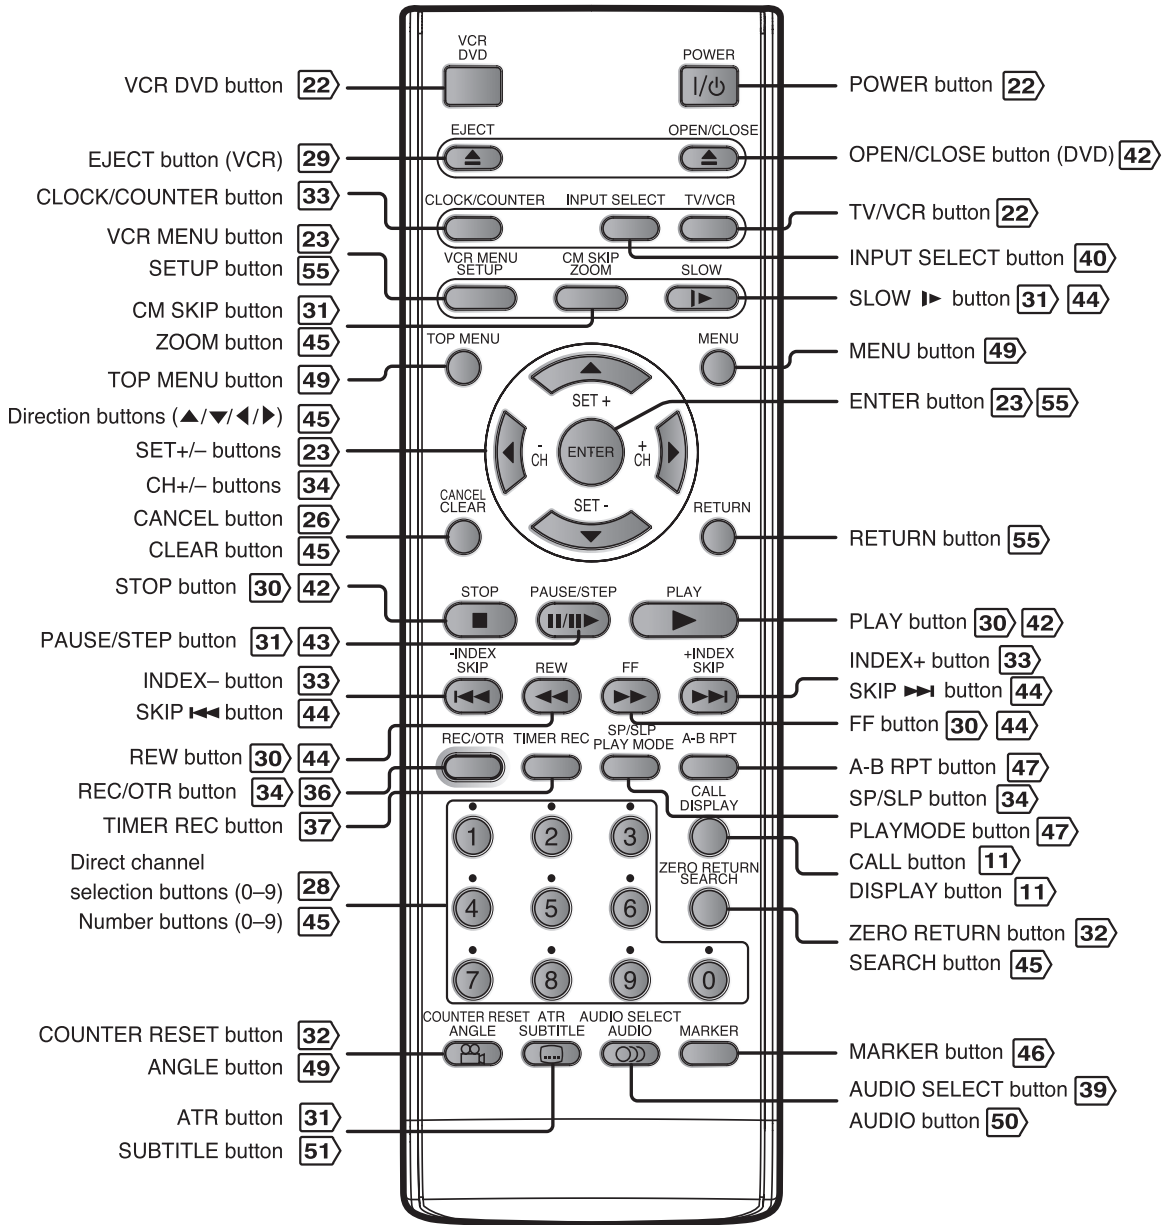 VCR DVD button 22
EJECT button (VCR) 29
CLOCK/COUNTER button 33
VCR MENU button 23
SETUP button 55
CM SKIP button 31
ZOOM button 45
TOP MENU button 49
Direction buttons (▲/▼/◀/▶) 45
SET+/– buttons 23
CH+/– buttons 34
CANCEL button 26
CLEAR button 45
STOP button 30 42
PAUSE/STEP button 31 43
INDEX– button 33
SKIP ⏮ button 44
REW button 30 44
REC/OTR button 34 36
TIMER REC button 37
Direct channel
selection buttons (0–9) 28
Number buttons (0–9) 45
COUNTER RESET button 32
ANGLE button 49
ATR button 31
SUBTITLE button 51
VCR
DVD
POWER
I/⏻
EJECT
OPEN/CLOSE
CLOCK/COUNTER
INPUT SELECT
TV/VCR
VCR MENU
SETUP
CM SKIP
ZOOM
SLOW
TOP MENU
MENU
SET +
-
CH
ENTER
+
CH
SET -
CANCEL
CLEAR
RETURN
STOP
PAUSE/STEP
PLAY
-INDEX
SKIP
REW
FF
+INDEX
SKIP
REC/OTR
TIMER REC
SP/SLP
PLAY MODE
A-B RPT
1
2
3
CALL
DISPLAY
4
5
6
ZERO RETURN
SEARCH
7
8
9
0
COUNTER RESET
ANGLE
ATR
SUBTITLE
AUDIO SELECT
AUDIO
MARKER
POWER button 22
OPEN/CLOSE button (DVD) 42
TV/VCR button 22
INPUT SELECT button 40
SLOW I▶ button 31 44
MENU button 49
ENTER button 23 55
RETURN button 55
PLAY button 30 42
INDEX+ button 33
SKIP ⏭ button 44
FF button 30 44
A-B RPT button 47
SP/SLP button 34
PLAYMODE button 47
CALL button 11
DISPLAY button 11
ZERO RETURN button 32
SEARCH button 45
MARKER button 46
AUDIO SELECT button 39
AUDIO button 50